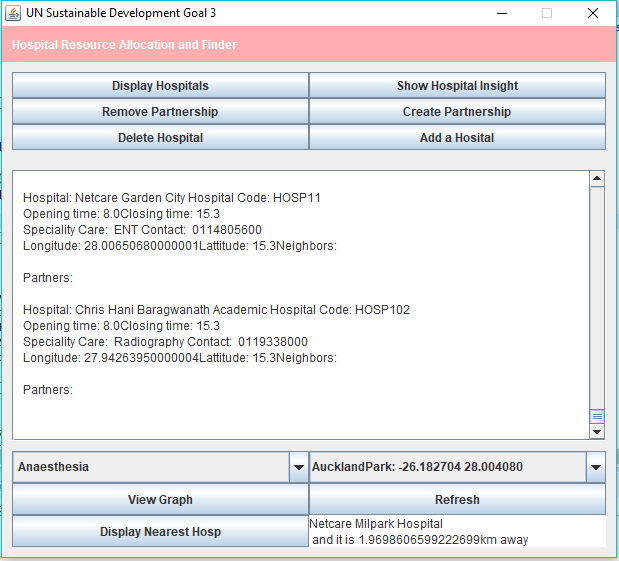 UN Sustainable Development Goal 3
Hospital Resource Allocation and Finder
Display Hospitals
Show Hospital Insight
Remove Partnership
Create Partnership
Delete Hospital
Add a Hosital
Hospital: Netcare Garden City Hospital Code: HOSP11
Opening time: 8.0Closing time: 15.3
Speciality Care:  ENT Contact:  0114805600
Longitude: 28.00650680000001Lattitude: 15.3Neighbors:
Partners:
Hospital: Chris Hani Baragwanath Academic Hospital Code: HOSP102
Opening time: 8.0Closing time: 15.3
Speciality Care:  Radiography Contact:  0119338000
Longitude: 27.94263950000004Lattitude: 15.3Neighbors:
Partners:
Anaesthesia
AucklandPark: -26.182704 28.004080
View Graph
Refresh
Display Nearest Hosp
Netcare Milpark Hospital
and it is 1.9698606599222699km away